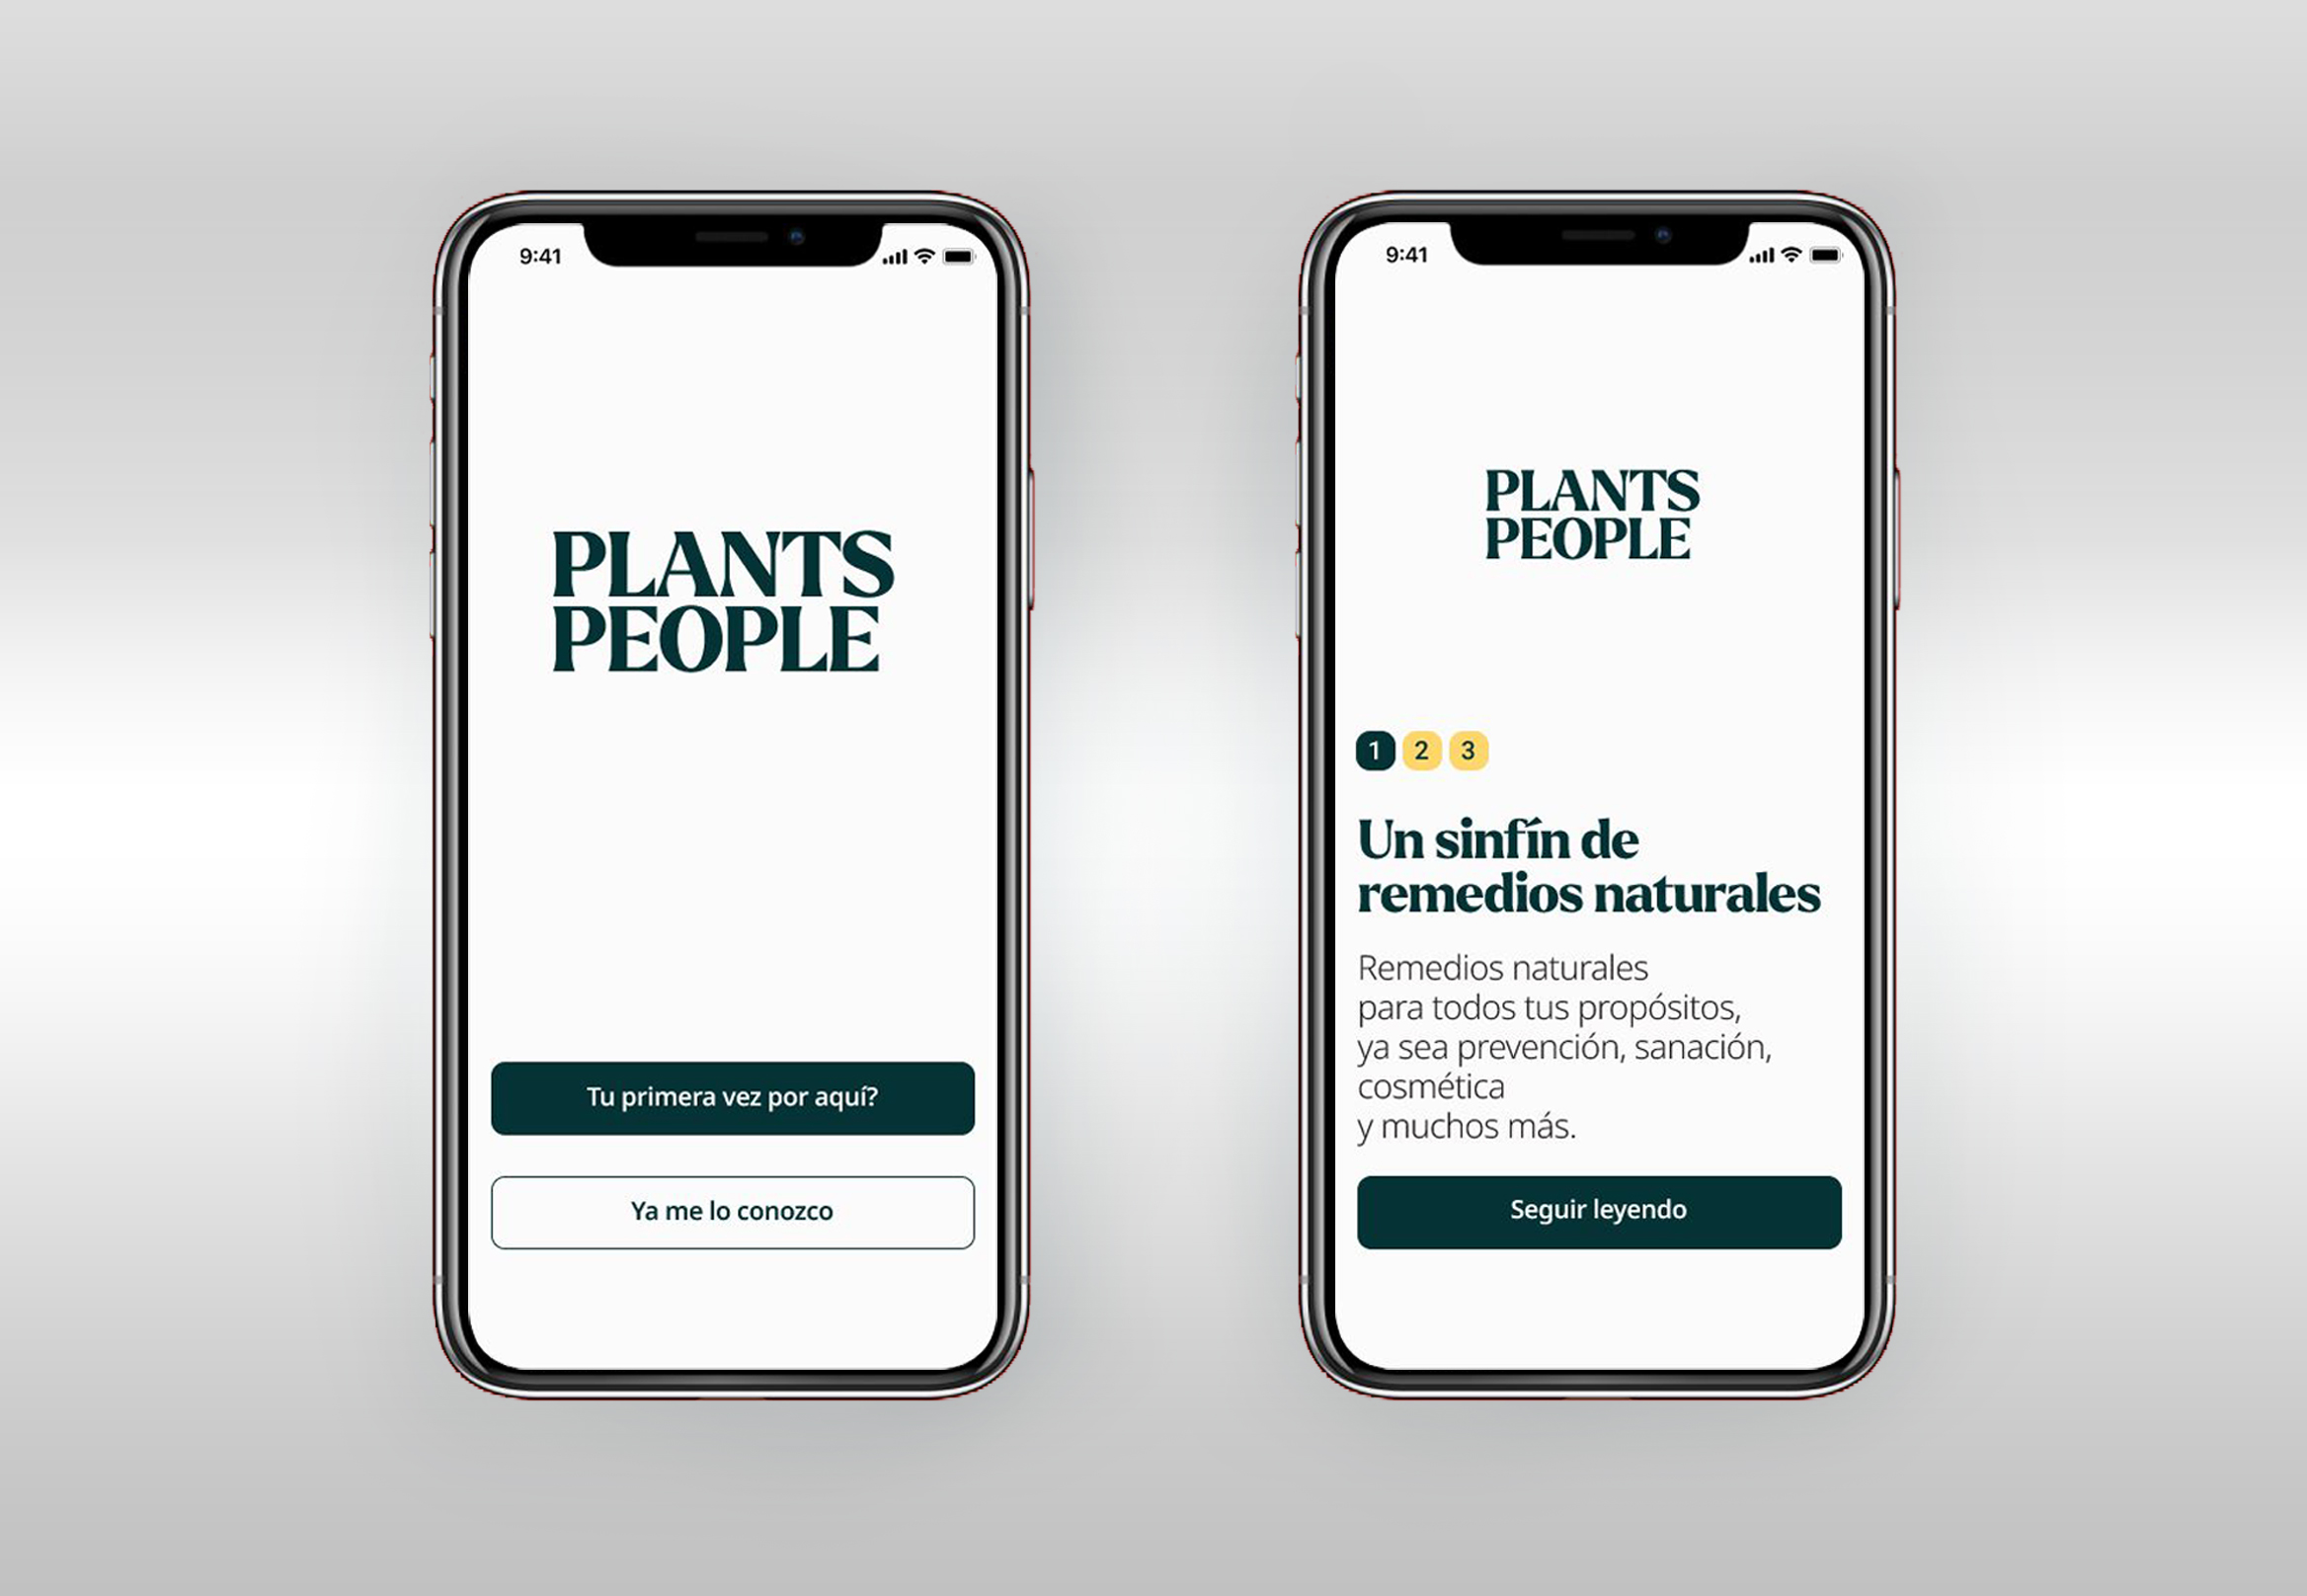 9:41
PLANTS
PEOPLE
Tu primera vez por aquí?
Ya me lo conozco
9:41
PLANTS
PEOPLE
1 2 3
Un sinfín de
remedios naturales
Remedios naturales
para todos tus propósitos,
ya sea prevención, sanación,
cosmética
y muchos más.
Seguir leyendo